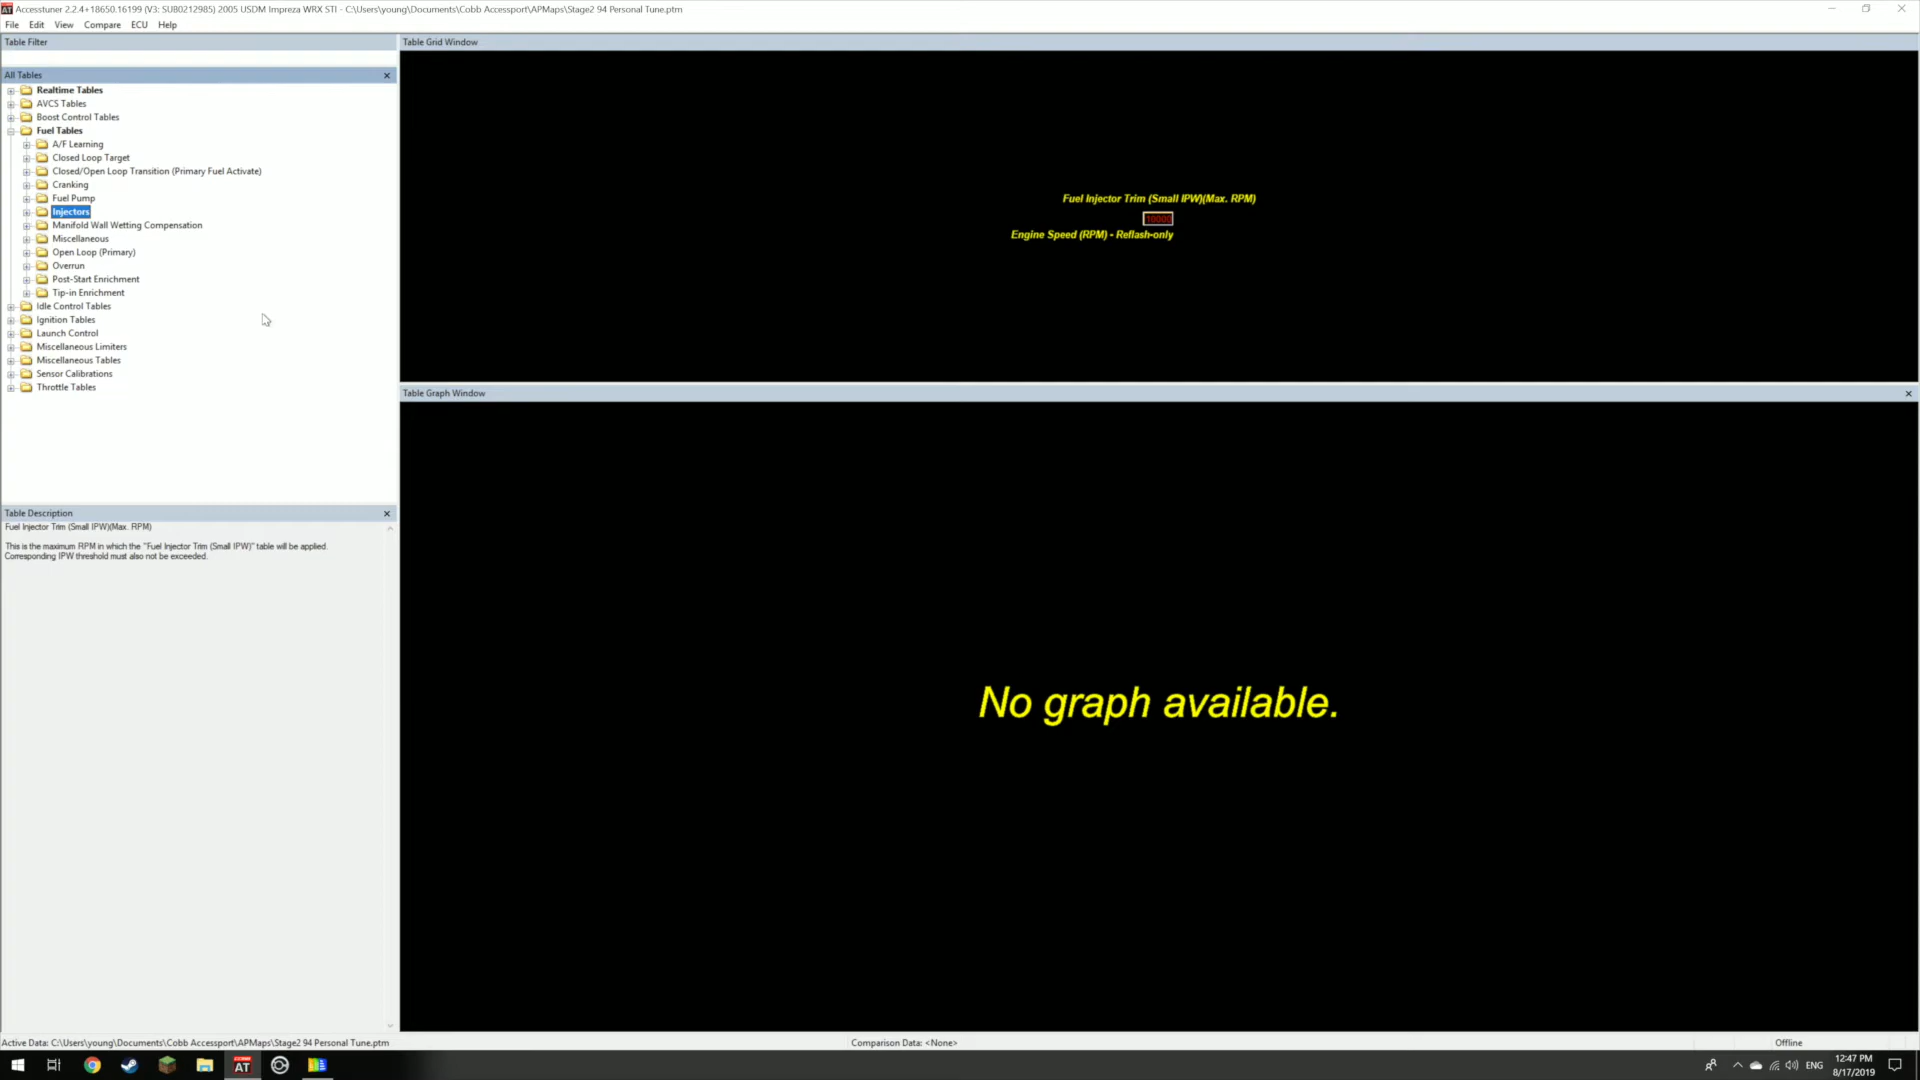 Accesstuner 2.2.4+18650.16199 (V3: SUB0212985) 2005 USDM Impreza WRX STI - C:\Users\young\Documents\Cobb Accessport\APMaps\Stage2 94 Personal Tune.ptm
File Edit View Compare ECU Help
Table Filter
All Tables
Realtime Tables
AVCS Tables
Boost Control Tables
Fuel Tables
A/F Learning
Closed Loop Target
Closed/Open Loop Transition (Primary Fuel Activate)
Cranking
Fuel Pump
Injectors
Manifold Wall Wetting Compensation
Miscellaneous
Open Loop (Primary)
Overrun
Post-Start Enrichment
Tip-in Enrichment
Idle Control Tables
Ignition Tables
Launch Control
Miscellaneous Limiters
Miscellaneous Tables
Sensor Calibrations
Throttle Tables
Table Description
Fuel Injector Trim (Small IPW)(Max. RPM)
This is the maximum RPM in which the "Fuel Injector Trim (Small IPW)" table will be applied.
Corresponding IPW threshold must also not be exceeded.
Table Grid Window
Fuel Injector Trim (Small IPW)(Max. RPM)
10000
Engine Speed (RPM) - Reflash-only
Table Graph Window
No graph available.
Active Data: C:\Users\young\Documents\Cobb Accessport\APMaps\Stage2 94 Personal Tune.ptm
Comparison Data: <None>
Offline
AT
ENG
12:47 PM
8/17/2019